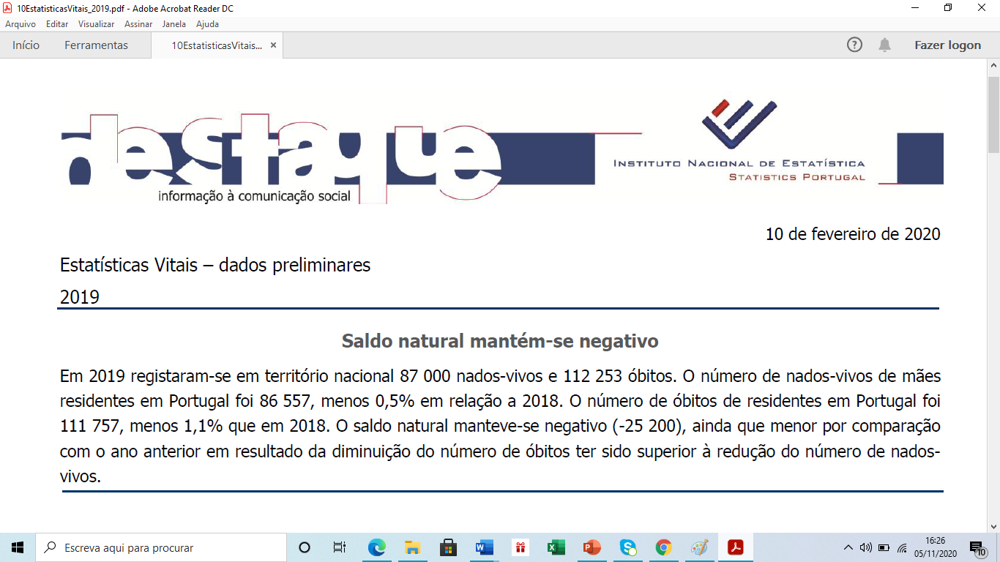 10EstatisticasVitais_2019.pdf - Adobe Acrobat Reader DC
Arquivo Editar Visualizar Assinar Janela Ajuda
Início Ferramentas 10EstatisticasVitais... × ? Fazer logon
destaque
informação à comunicação social
INSTITUTO NACIONAL DE ESTATÍSTICA
STATISTICS PORTUGAL
10 de fevereiro de 2020
Estatísticas Vitais – dados preliminares
2019
Saldo natural mantém-se negativo
Em 2019 registaram-se em território nacional 87 000 nados-vivos e 112 253 óbitos. O número de nados-vivos de mães
residentes em Portugal foi 86 557, menos 0,5% em relação a 2018. O número de óbitos de residentes em Portugal foi
111 757, menos 1,1% que em 2018. O saldo natural manteve-se negativo (-25 200), ainda que menor por comparação
com o ano anterior em resultado da diminuição do número de óbitos ter sido superior à redução do número de nados-
vivos.
Escreva aqui para procurar
16:26
05/11/2020
10